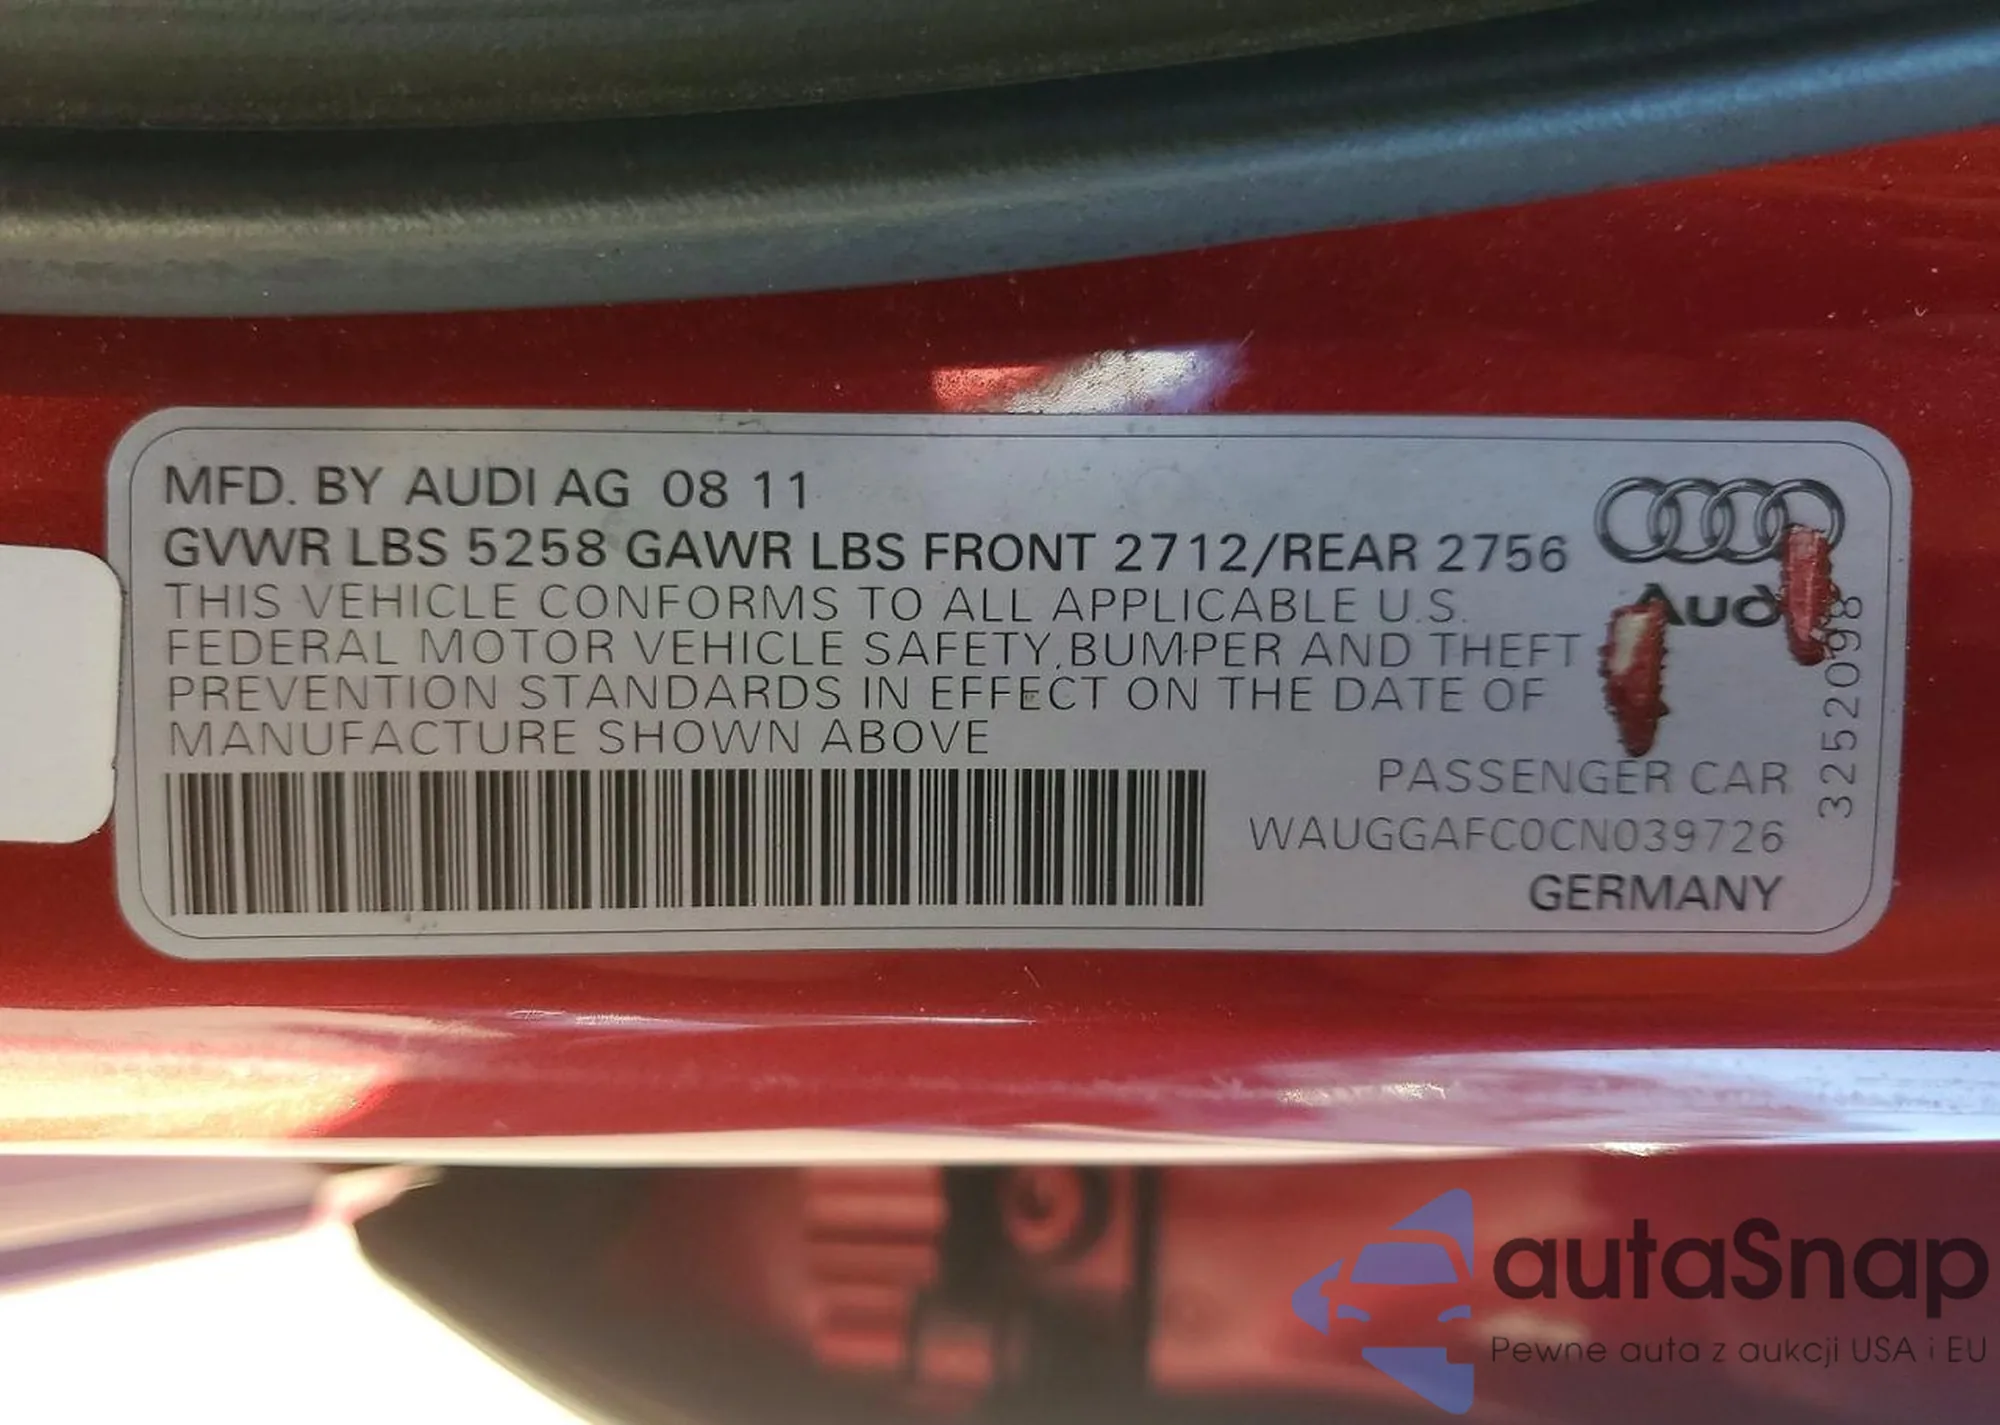 MFD. BY AUDI AG 08 11
GVWR LBS 5258 GAWR LBS FRONT 2712/REAR 2756
THIS VEHICLE CONFORMS TO ALL APPLICABLE U.S.
FEDERAL MOTOR VEHICLE SAFETY, BUMPER AND THEFT
PREVENTION STANDARDS IN EFFECT ON THE DATE OF
MANUFACTURE SHOWN ABOVE
Audi
3252098
PASSENGER CAR
WAUGGAFC0CN039726
GERMANY
autaSnap
Pewne auta z aukcji USA i EU